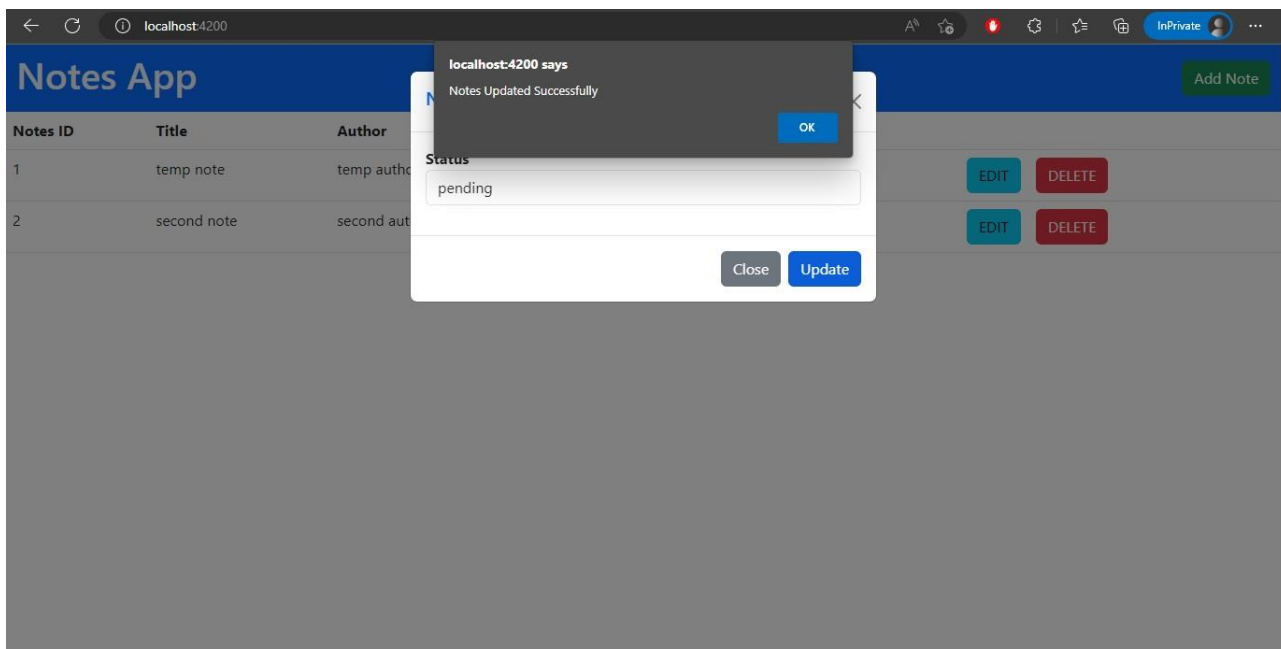 localhost:4200
InPrivate
localhost:4200 says
Notes Updated Successfully
OK
Notes App
Add Note
Notes ID Title Author
Status
1 temp note temp autho EDIT DELETE
pending
2 second note second aut EDIT DELETE
Close Update